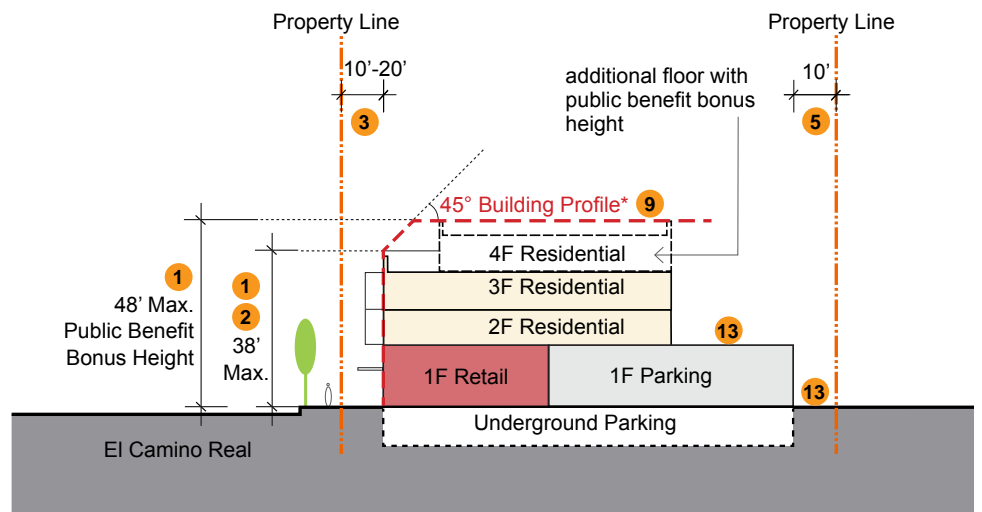 Property Line
Property Line
10’-20’
10’
3
5
additional floor with
public benefit bonus
height
45° Building Profile*
9
4F Residential
3F Residential
2F Residential
1
48’ Max.
Public Benefit
Bonus Height
1
2
38’
Max.
13
1F Retail
1F Parking
13
Underground Parking
El Camino Real